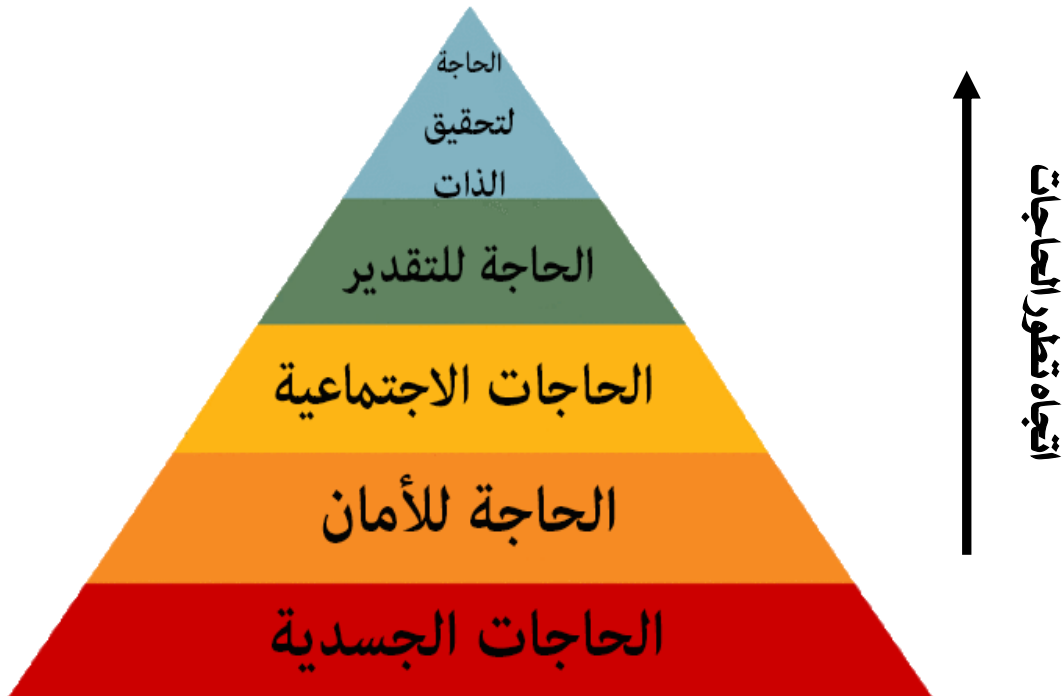 الحاجة
لتحقيق
الذات
الحاجة للتقدير
الحاجات الاجتماعية
الحاجة للأمان
الحاجات الجسدية
اتجاه تطور الحاجات